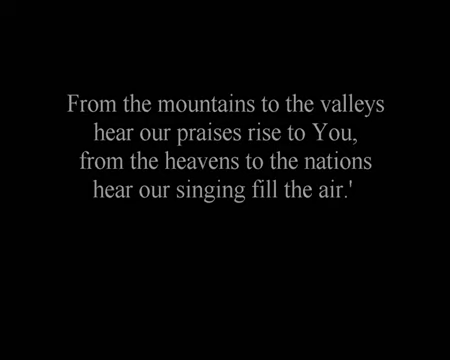 From the mountains to the valleys
hear our praises rise to You,
from the heavens to the nations
hear our singing fill the air.'